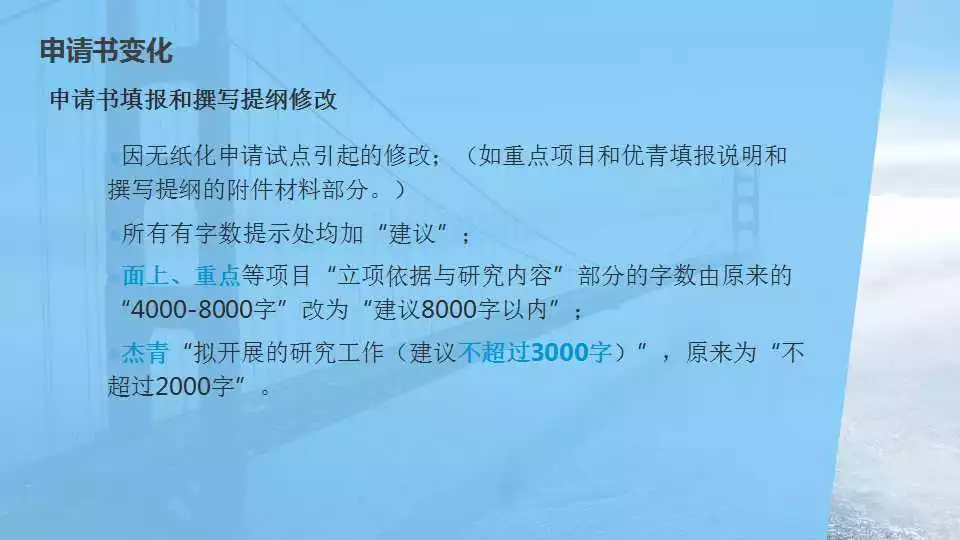 申请书变化
申请书填报和撰写提纲修改
因无纸化申请试点引起的修改；（如重点项目和优青填报说明和
撰写提纲的附件材料部分。）
所有有字数提示处均加“建议”；
面上、重点等项目“立项依据与研究内容”部分的字数由原来的
“4000-8000字”改为“建议8000字以内”；
杰青“拟开展的研究工作（建议不超过3000字）”，原来为“不
超过2000字”。